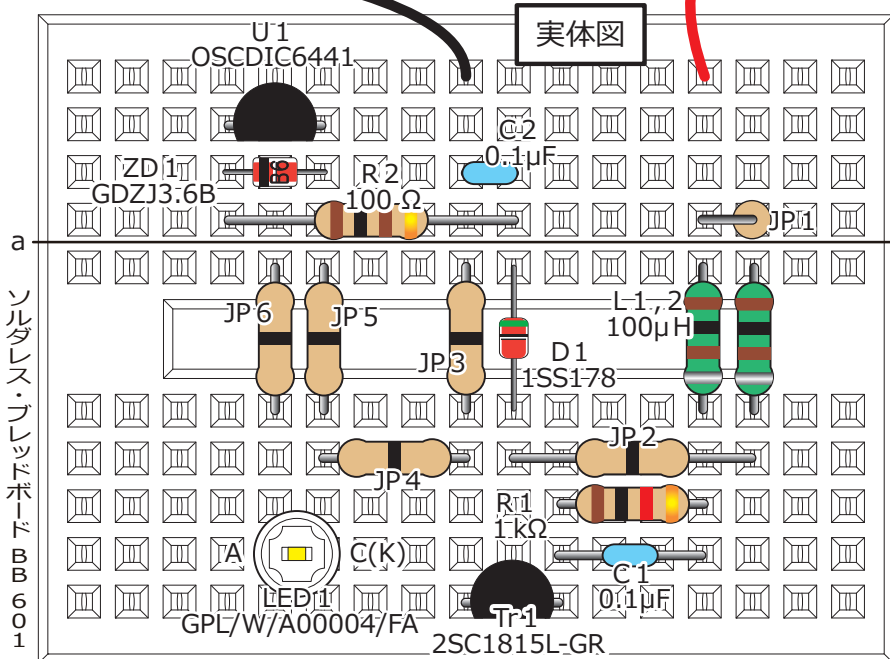 実体図
U1
OSCDIC6441
C2
0.1μF
ZD1
GDZJ3.6B
R2
100Ω
JP1
a
JP6
JP5
JP3
D1
1SS178
L1,2
100μH
JP4
JP2
R1
1kΩ
A
C(K)
LED1
GPL/W/A00004/FA
C1
0.1μF
Tr1
2SC1815L-GR
ソルダレス・ブレッドボード BB 601